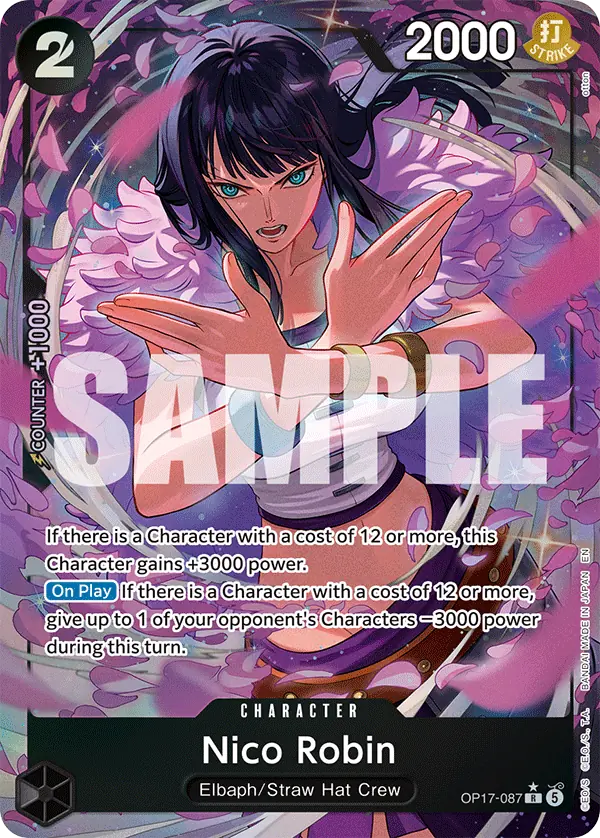 2
2000
打
STRIKE
otton
COUNTER +1000
SAMPLE
If there is a Character with a cost of 12 or more, this
Character gains +3000 power.
On Play If there is a Character with a cost of 12 or more,
give up to 1 of your opponent's Characters −3000 power
during this turn.
CHARACTER
Nico Robin
Elbaph/Straw Hat Crew
OP17-087 R 5
©E.O/S. ©E.O./S., T.A. BANDAI MADE IN JAPAN EN